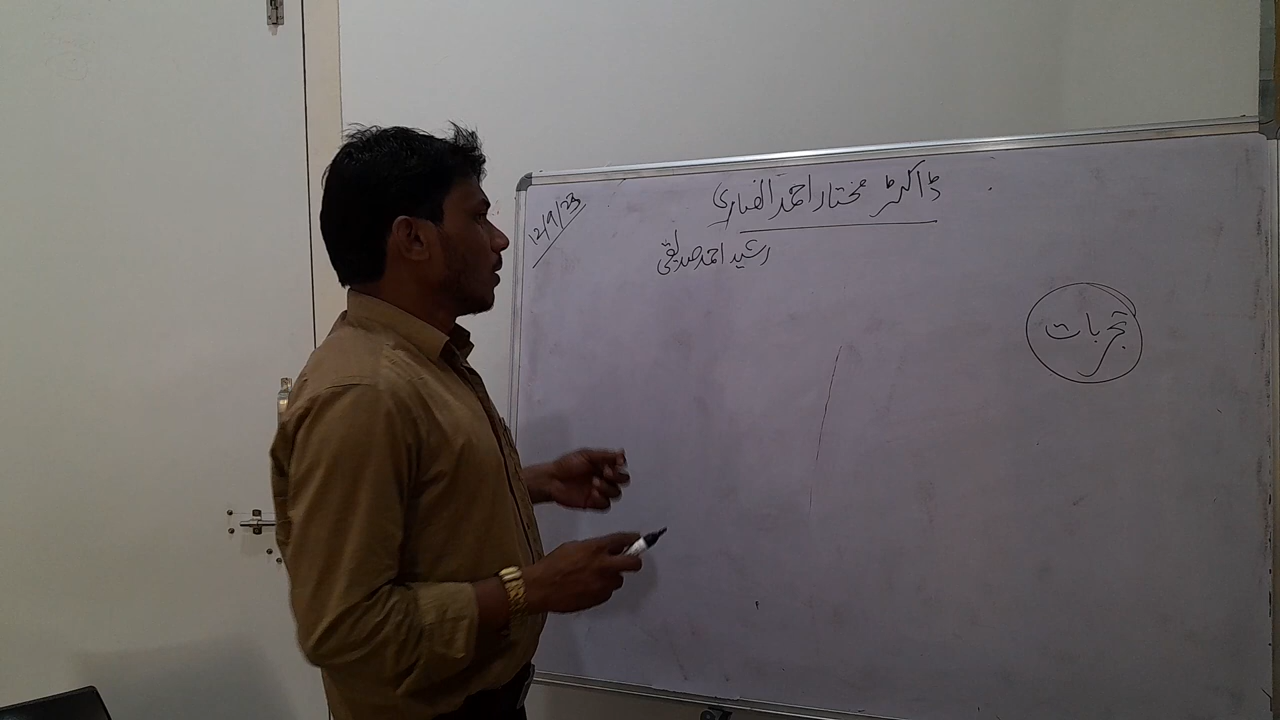 ڈاکٹر مختار احمد انصاری
12/9/23
رشید احمد صدیقی
تجربات